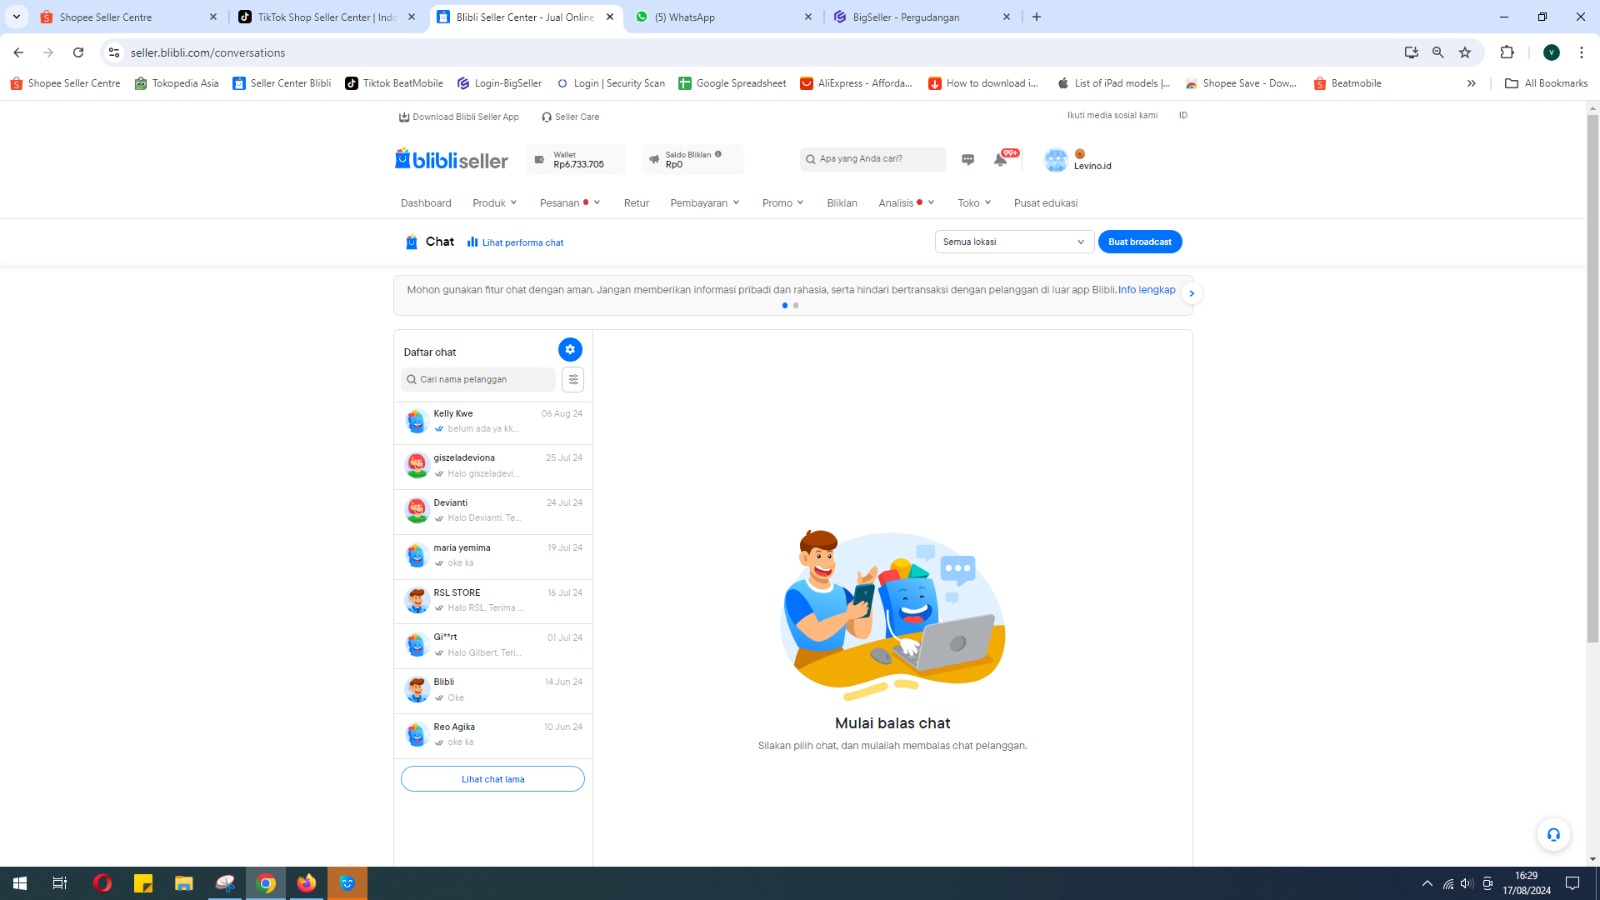 Shopee Seller Centre
TikTok Shop Seller Center | Indo
Blibli Seller Center - Jual Online
(5) WhatsApp
BigSeller - Pergudangan
seller.blibli.com/conversations
V
Shopee Seller Centre
Tokopedia Asia
Seller Center Blibli
Tiktok BeatMobile
Login-BigSeller
Login | Security Scan
Google Spreadsheet
AliExpress - Afforda...
How to download i...
List of iPad models |...
Shopee Save - Dow...
Beatmobile
All Bookmarks
Download Blibli Seller App
Seller Care
Ikuti media sosial kami
ID
blibliseller
Wallet
Rp6.733.705
Saldo Bliklan
Rp0
Apa yang Anda cari?
99+
Levino.id
Dashboard
Produk
Pesanan
Retur
Pembayaran
Promo
Bliklan
Analisis
Toko
Pusat edukasi
Chat
Lihat performa chat
Semua lokasi
Buat broadcast
Mohon gunakan fitur chat dengan aman. Jangan memberikan informasi pribadi dan rahasia, serta hindari bertransaksi dengan pelanggan di luar app Blibli. Info lengkap
Daftar chat
Cari nama pelanggan
Kelly Kwe
06 Aug 24
belum ada ya kk...
giszeladeviona
25 Jul 24
Halo giszeladevi...
Devianti
24 Jul 24
Halo Devianti. Te...
maria yemima
19 Jul 24
oke ka
RSL STORE
16 Jul 24
Halo RSL. Terima ...
Gi**rt
01 Jul 24
Halo Gilbert. Teri...
Blibli
14 Jun 24
Oke
Reo Agika
10 Jun 24
oke ka
Lihat chat lama
Mulai balas chat
Silakan pilih chat, dan mulailah membalas chat pelanggan.
16:29
17/08/2024